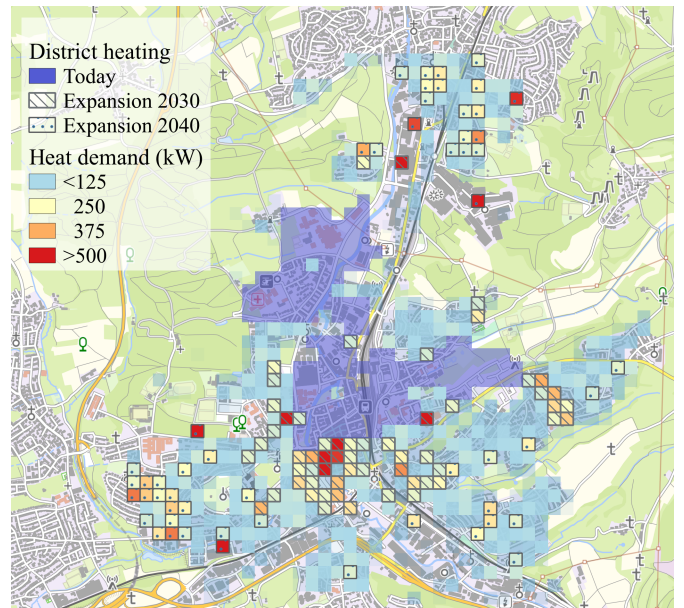 District heating
Today
Expansion 2030
Expansion 2040
Heat demand (kW)
<125
250
375
>500